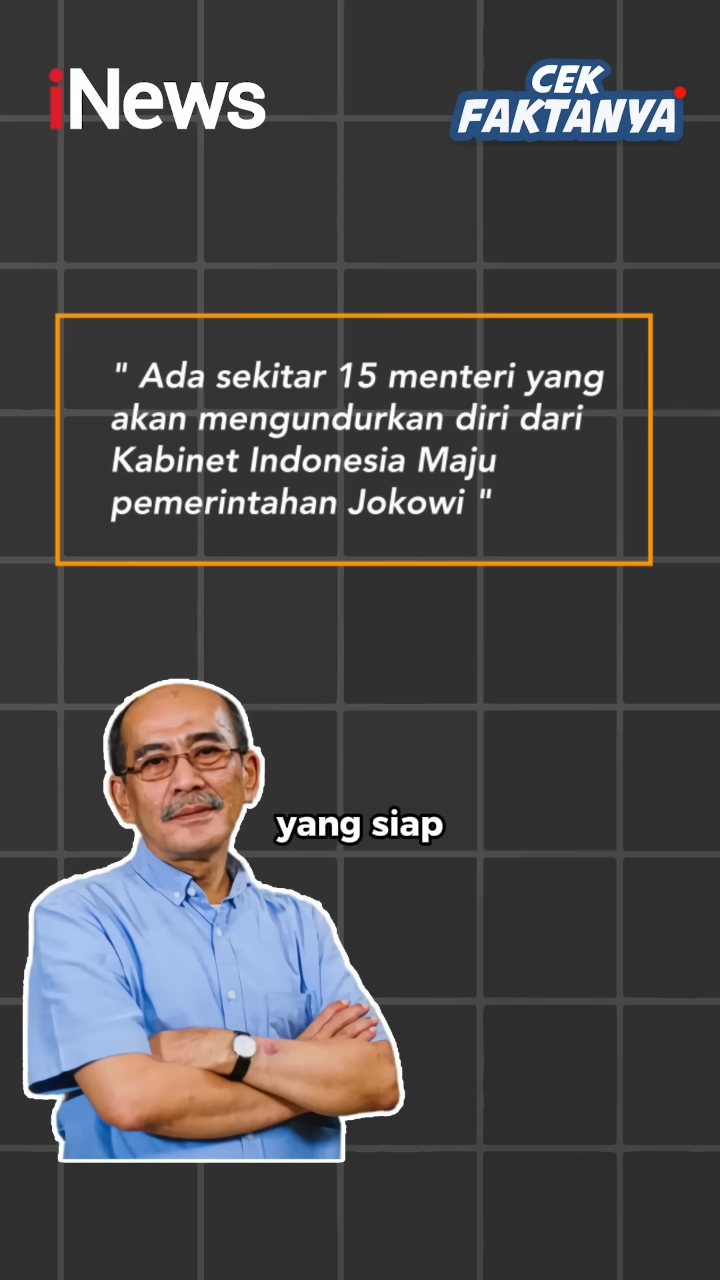 iNews
CEK
FAKTANYA
" Ada sekitar 15 menteri yang
akan mengundurkan diri dari
Kabinet Indonesia Maju
pemerintahan Jokowi "
yang siap